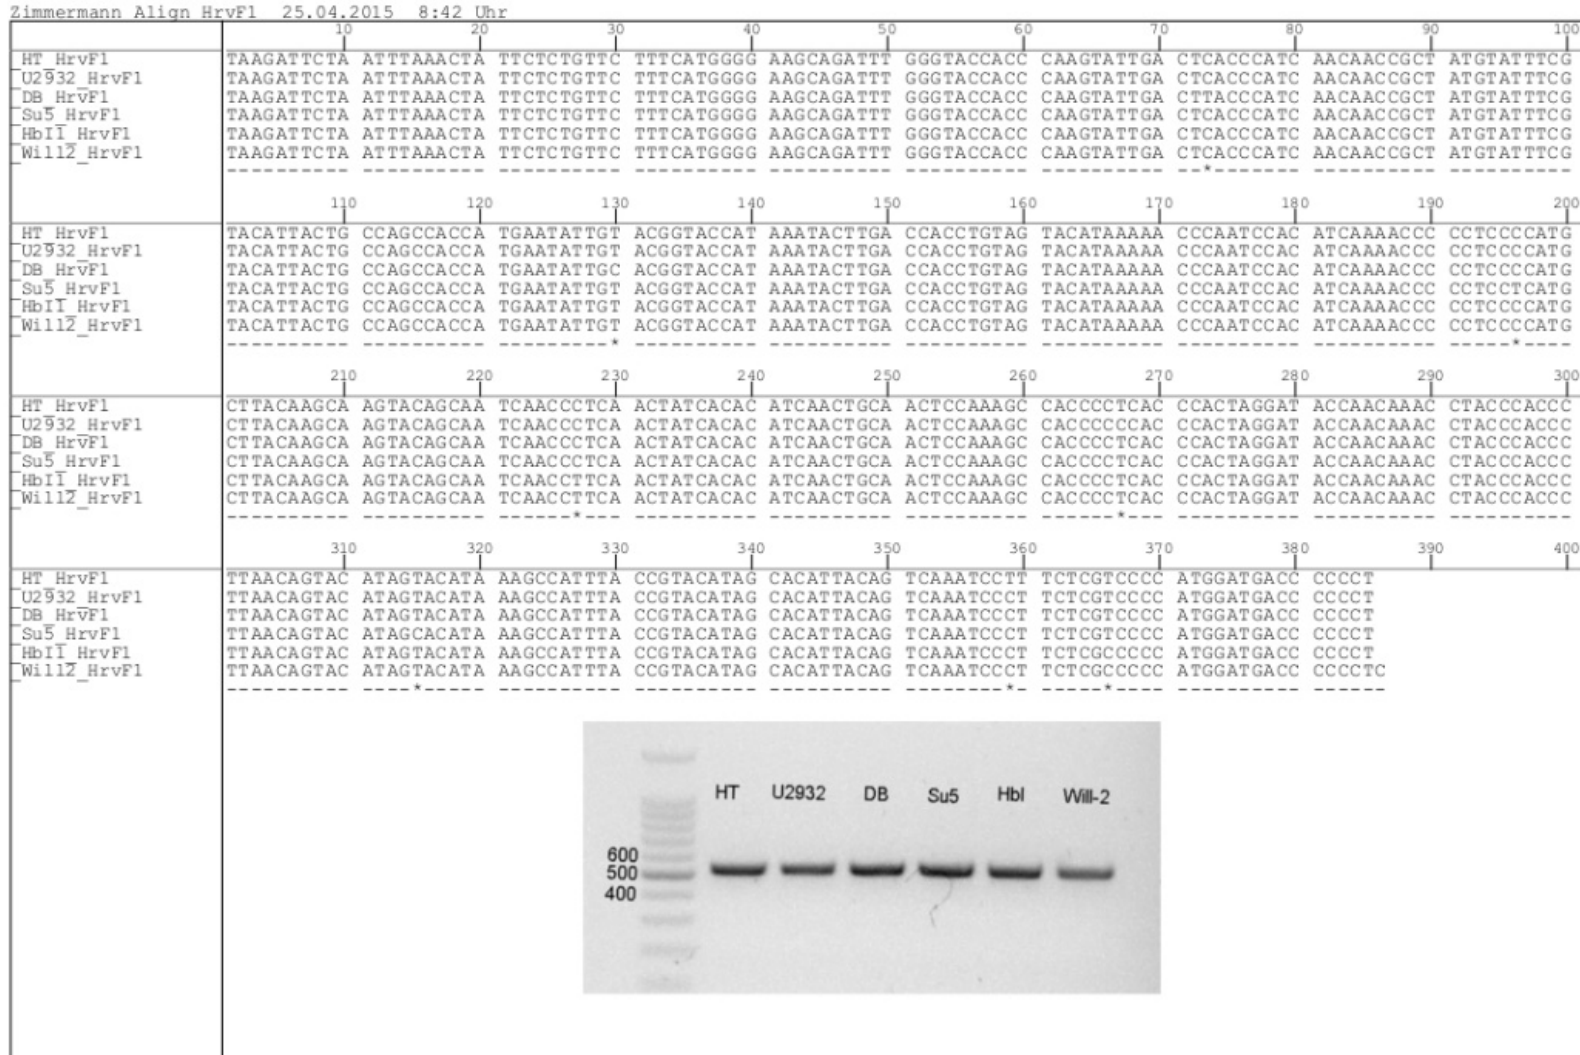 Zimmermann Align HrvF1 25.04.2015 8:42 Uhr
10 20 30 40 50 60 70 80 90 100
HT_HrvF1 TAAGATTCTA ATTTAAACTA TTCTCTGTTC TTTCATGGGG AAGCAGATTT GGGTACCACC CAAGTATTGA CTCACCCATC AACAACCGCT ATGTATTTCG
U2932_HrvF1 TAAGATTCTA ATTTAAACTA TTCTCTGTTC TTTCATGGGG AAGCAGATTT GGGTACCACC CAAGTATTGA CTCACCCATC AACAACCGCT ATGTATTTCG
DB_HrvF1 TAAGATTCTA ATTTAAACTA TTCTCTGTTC TTTCATGGGG AAGCAGATTT GGGTACCACC CAAGTATTGA CTTACCCATC AACAACCGCT ATGTATTTCG
Su5_HrvF1 TAAGATTCTA ATTTAAACTA TTCTCTGTTC TTTCATGGGG AAGCAGATTT GGGTACCACC CAAGTATTGA CTCACCCATC AACAACCGCT ATGTATTTCG
HbI1_HrvF1 TAAGATTCTA ATTTAAACTA TTCTCTGTTC TTTCATGGGG AAGCAGATTT GGGTACCACC CAAGTATTGA CTCACCCATC AACAACCGCT ATGTATTTCG
Will2_HrvF1 TAAGATTCTA ATTTAAACTA TTCTCTGTTC TTTCATGGGG AAGCAGATTT GGGTACCACC CAAGTATTGA CTCACCCATC AACAACCGCT ATGTATTTCG
---------- ---------- ---------- ---------- ---------- ---------- ---------- --*------- ---------- ----------
110 120 130 140 150 160 170 180 190 200
HT_HrvF1 TACATTACTG CCAGCCACCA TGAATATTGT ACGGTACCAT AAATACTTGA CCACCTGTAG TACATAAAAA CCCAATCCAC ATCAAAACCC CCTCCCCATG
U2932_HrvF1 TACATTACTG CCAGCCACCA TGAATATTGT ACGGTACCAT AAATACTTGA CCACCTGTAG TACATAAAAA CCCAATCCAC ATCAAAACCC CCTCCCCATG
DB_HrvF1 TACATTACTG CCAGCCACCA TGAATATTGC ACGGTACCAT AAATACTTGA CCACCTGTAG TACATAAAAA CCCAATCCAC ATCAAAACCC CCTCCCCATG
Su5_HrvF1 TACATTACTG CCAGCCACCA TGAATATTGT ACGGTACCAT AAATACTTGA CCACCTGTAG TACATAAAAA CCCAATCCAC ATCAAAACCC CCTCCTCATG
HbI1_HrvF1 TACATTACTG CCAGCCACCA TGAATATTGT ACGGTACCAT AAATACTTGA CCACCTGTAG TACATAAAAA CCCAATCCAC ATCAAAACCC CCTCCCCATG
Will2_HrvF1 TACATTACTG CCAGCCACCA TGAATATTGT ACGGTACCAT AAATACTTGA CCACCTGTAG TACATAAAAA CCCAATCCAC ATCAAAACCC CCTCCCCATG
---------- ---------- ---------* ---------- ---------- ---------- ---------- ---------- ---------- -----*----
210 220 230 240 250 260 270 280 290 300
HT_HrvF1 CTTACAAGCA AGTACAGCAA TCAACCCTCA ACTATCACAC ATCAACTGCA ACTCCAAAGC CACCCCTCAC CCACTAGGAT ACCAACAAAC CTACCCACCC
U2932_HrvF1 CTTACAAGCA AGTACAGCAA TCAACCCTCA ACTATCACAC ATCAACTGCA ACTCCAAAGC CACCCCCCAC CCACTAGGAT ACCAACAAAC CTACCCACCC
DB_HrvF1 CTTACAAGCA AGTACAGCAA TCAACCCTCA ACTATCACAC ATCAACTGCA ACTCCAAAGC CACCCCTCAC CCACTAGGAT ACCAACAAAC CTACCCACCC
Su5_HrvF1 CTTACAAGCA AGTACAGCAA TCAACCCTCA ACTATCACAC ATCAACTGCA ACTCCAAAGC CACCCCTCAC CCACTAGGAT ACCAACAAAC CTACCCACCC
HbI1_HrvF1 CTTACAAGCA AGTACAGCAA TCAACCTTCA ACTATCACAC ATCAACTGCA ACTCCAAAGC CACCCCTCAC CCACTAGGAT ACCAACAAAC CTACCCACCC
Will2_HrvF1 CTTACAAGCA AGTACAGCAA TCAACCTTCA ACTATCACAC ATCAACTGCA ACTCCAAAGC CACCCCTCAC CCACTAGGAT ACCAACAAAC CTACCCACCC
---------- ---------- ------*--- ---------- ---------- ---------- ------*--- ---------- ---------- ----------
310 320 330 340 350 360 370 380 390 400
HT_HrvF1 TTAACAGTAC ATAGTACATA AAGCCATTTA CCGTACATAG CACATTACAG TCAAATCCTT TCTCGTCCCC ATGGATGACC CCCCT
U2932_HrvF1 TTAACAGTAC ATAGTACATA AAGCCATTTA CCGTACATAG CACATTACAG TCAAATCCCT TCTCGTCCCC ATGGATGACC CCCCT
DB_HrvF1 TTAACAGTAC ATAGTACATA AAGCCATTTA CCGTACATAG CACATTACAG TCAAATCCCT TCTCGTCCCC ATGGATGACC CCCCT
Su5_HrvF1 TTAACAGTAC ATAGCACATA AAGCCATTTA CCGTACATAG CACATTACAG TCAAATCCCT TCTCGTCCCC ATGGATGACC CCCCT
HbI1_HrvF1 TTAACAGTAC ATAGTACATA AAGCCATTTA CCGTACATAG CACATTACAG TCAAATCCCT TCTCGCCCCC ATGGATGACC CCCCT
Will2_HrvF1 TTAACAGTAC ATAGTACATA AAGCCATTTA CCGTACATAG CACATTACAG TCAAATCCCT TCTCGCCCCC ATGGATGACC CCCCTC
---------- ----*----- ---------- ---------- ---------- --------*- -----*---- ---------- ------
HT U2932 DB Su5 HbI Will-2
600
500
400